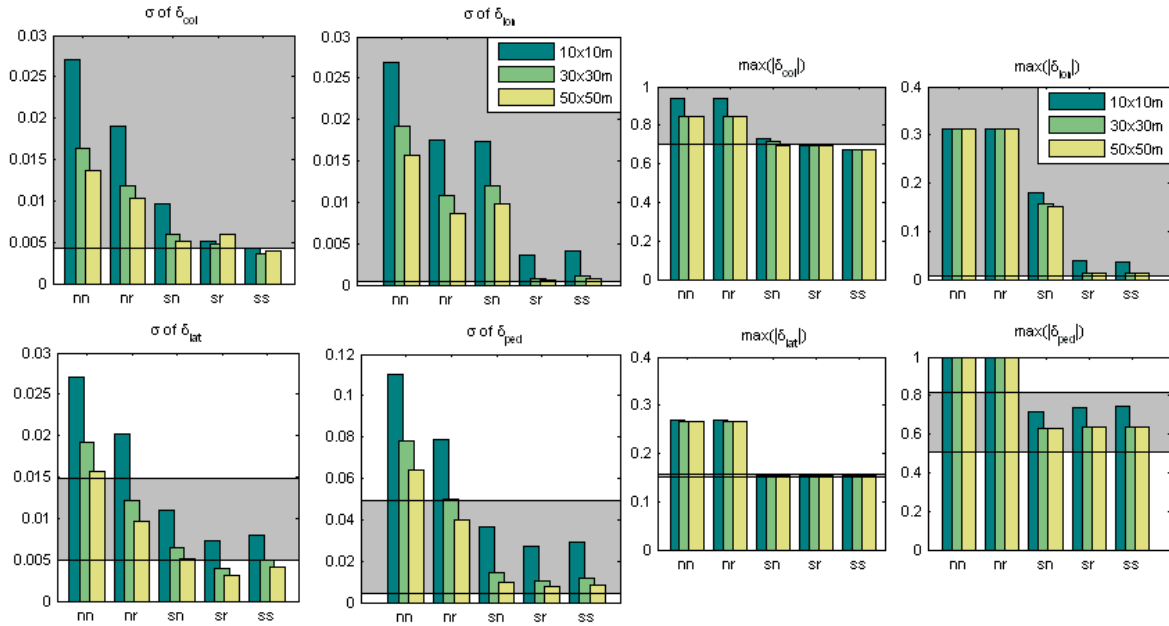 σ of δcol
0.03
0.025
0.02
0.015
0.01
0.005
0
nn nr sn sr ss
σ of δlon
0.03
0.025
0.02
0.015
0.01
0.005
0
nn nr sn sr ss
10x10m
30x30m
50x50m
max(|δcol|)
1
0.8
0.6
0.4
0.2
0
nn nr sn sr ss
max(|δlon|)
0.4
0.3
0.2
0.1
0
nn nr sn sr ss
10x10m
30x30m
50x50m
σ of δlat
0.03
0.025
0.02
0.015
0.01
0.005
0
nn nr sn sr ss
σ of δped
0.12
0.1
0.08
0.06
0.04
0.02
0
nn nr sn sr ss
max(|δlat|)
0.4
0.3
0.2
0.1
0
nn nr sn sr ss
max(|δped|)
1
0.8
0.6
0.4
0.2
0
nn nr sn sr ss